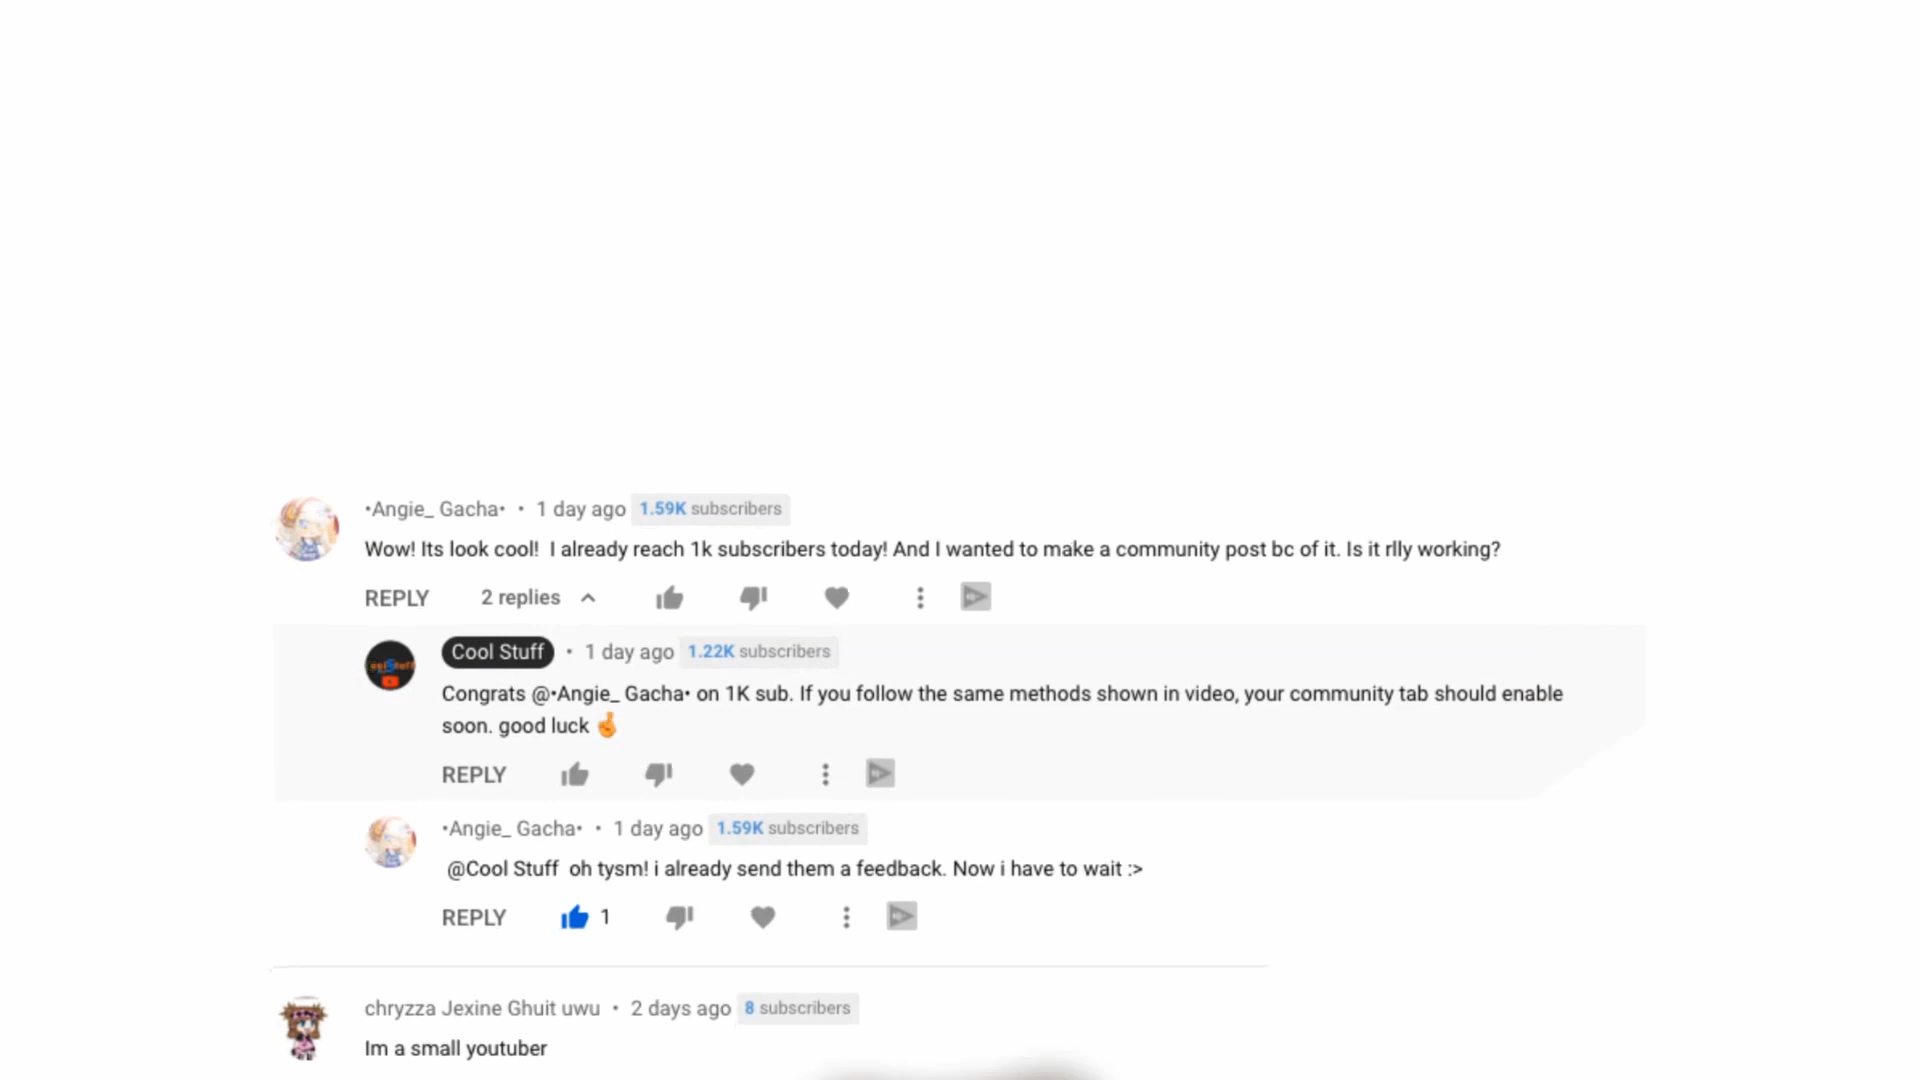 •Angie_ Gacha• • 1 day ago 1.59K subscribers
Wow! Its look cool!  I already reach 1k subscribers today! And I wanted to make a community post bc of it. Is it rlly working?
REPLY 2 replies
Cool Stuff • 1 day ago 1.22K subscribers
Congrats @•Angie_ Gacha• on 1K sub. If you follow the same methods shown in video, your community tab should enable
soon. good luck 🤞
REPLY
•Angie_ Gacha• • 1 day ago 1.59K subscribers
@Cool Stuff  oh tysm! i already send them a feedback. Now i have to wait :>
REPLY 1
chryzza Jexine Ghuit uwu • 2 days ago 8 subscribers
Im a small youtuber